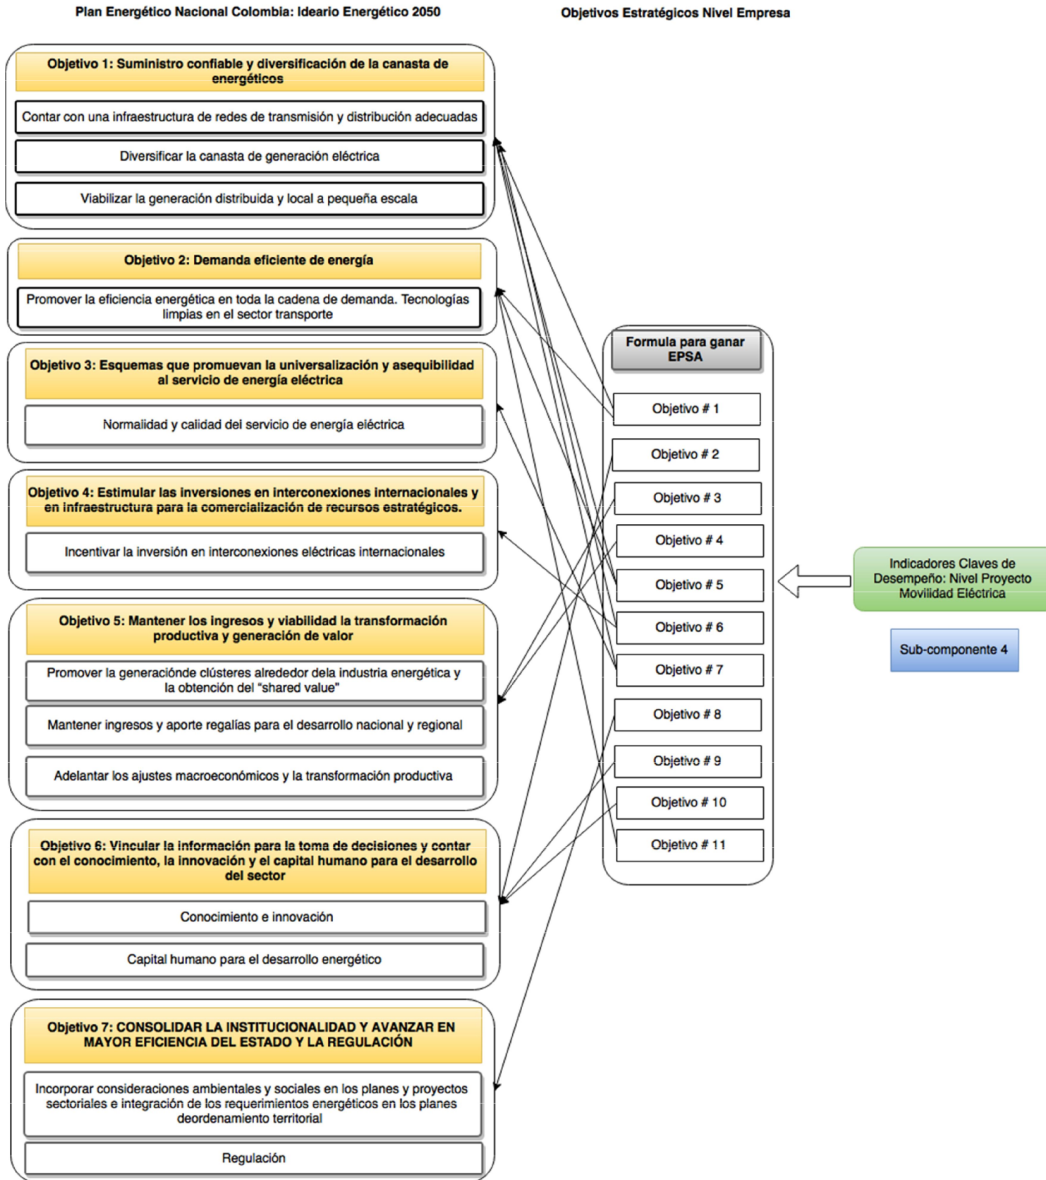 Plan Energético Nacional Colombia: Ideario Energético 2050
Objetivos Estratégicos Nivel Empresa
Objetivo 1: Suministro confiable y diversificación de la canasta de
energéticos
Contar con una infraestructura de redes de transmisión y distribución adecuadas
Diversificar la canasta de generación eléctrica
Viabilizar la generación distribuida y local a pequeña escala
Objetivo 2: Demanda eficiente de energía
Promover la eficiencia energética en toda la cadena de demanda. Tecnologías
limpias en el sector transporte
Objetivo 3: Esquemas que promuevan la universalización y asequibilidad
al servicio de energía eléctrica
Normalidad y calidad del servicio de energía eléctrica
Objetivo 4: Estimular las inversiones en interconexiones internacionales y
en infraestructura para la comercialización de recursos estratégicos.
Incentivar la inversión en interconexiones eléctricas internacionales
Objetivo 5: Mantener los ingresos y viabilidad la transformación
productiva y generación de valor
Promover la generaciónde clústeres alrededor dela industria energética y
la obtención del "shared value"
Mantener ingresos y aporte regalías para el desarrollo nacional y regional
Adelantar los ajustes macroeconómicos y la transformación productiva
Objetivo 6: Vincular la información para la toma de decisiones y contar
con el conocimiento, la innovación y el capital humano para el desarrollo
del sector
Conocimiento e innovación
Capital humano para el desarrollo energético
Objetivo 7: CONSOLIDAR LA INSTITUCIONALIDAD Y AVANZAR EN
MAYOR EFICIENCIA DEL ESTADO Y LA REGULACIÓN
Incorporar consideraciones ambientales y sociales en los planes y proyectos
sectoriales e integración de los requerimientos energéticos en los planes
deordenamiento territorial
Regulación
Formula para ganar
EPSA
Objetivo # 1
Objetivo # 2
Objetivo # 3
Objetivo # 4
Objetivo # 5
Objetivo # 6
Objetivo # 7
Objetivo # 8
Objetivo # 9
Objetivo # 10
Objetivo # 11
Indicadores Claves de
Desempeño: Nivel Proyecto
Movilidad Eléctrica
Sub-componente 4